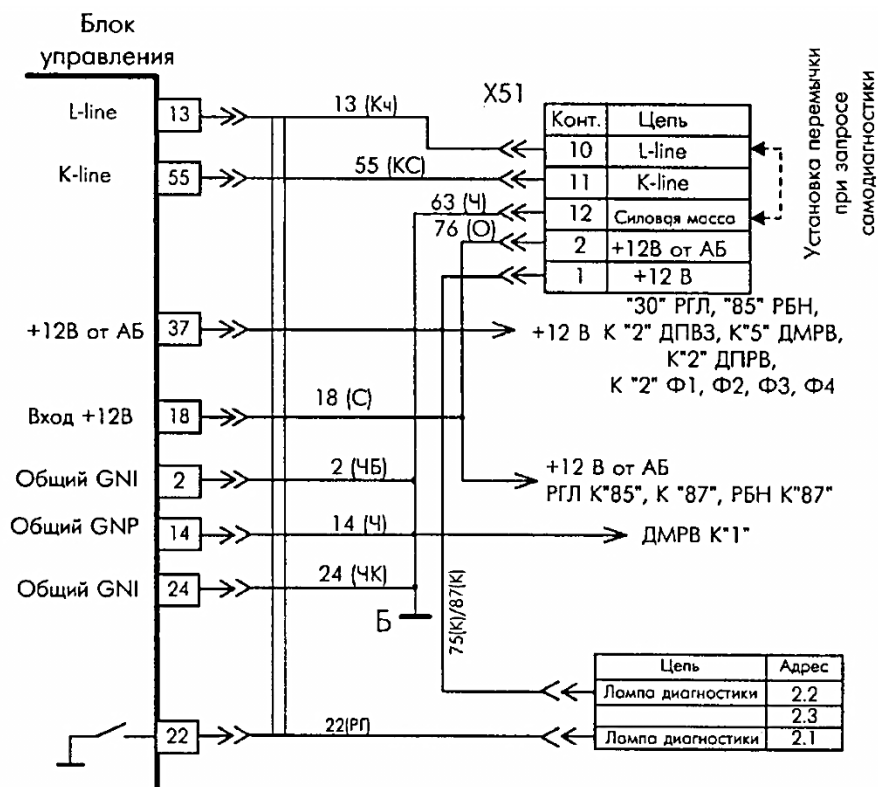 Блок
управления
L-line 13 13 (Кч)
K-line 55 55 (КС)
63 (Ч)
76 (О)
X51
Конт. Цепь
10 L-line
11 K-line
12 Силовая масса
2 +12В от АБ
1 +12 В
Установка перемычки
при запросе
самодиагностики
+12В от АБ 37
"30" РГЛ, "85" РБН,
+12 В К "2" ДПВЗ, К"5" ДМРВ,
К"2" ДПРВ,
К "2" Ф1, Ф2, Ф3, Ф4
Вход +12В 18 18 (С)
+12 В от АБ
РГЛ К"85", К "87", РБН К"87"
Общий GNI 2 2 (ЧБ)
Общий GNP 14 14 (Ч)
ДМРВ К"1"
Общий GNI 24 24 (ЧК)
Б
75(К)/87(К)
Цепь Адрес
Лампа диагностики 2.2
2.3
Лампа диагностики 2.1
22 22(РГ)